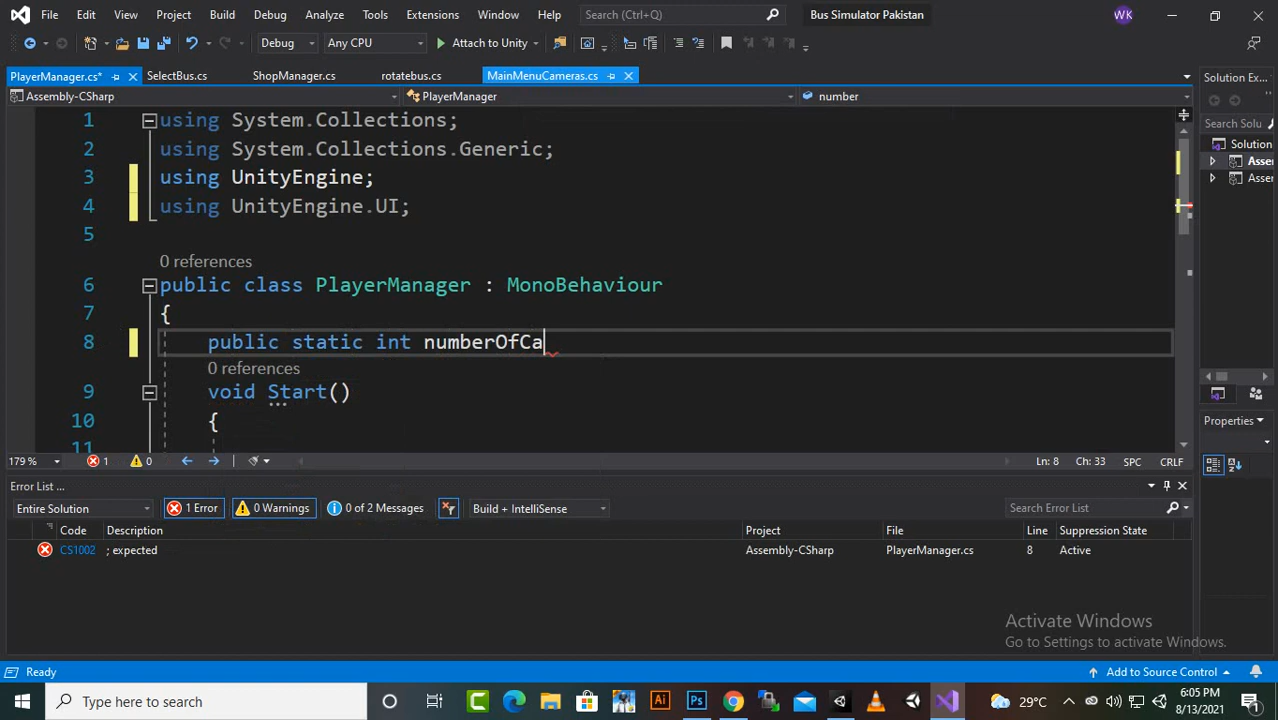 File Edit View Project Build Debug Analyze Tools Extensions Window Help Search (Ctrl+Q) Bus Simulator Pakistan WK
Debug Any CPU Attach to Unity
PlayerManager.cs* SelectBus.cs ShopManager.cs rotatebus.cs MainMenuCameras.cs Solution Ex...
Assembly-CSharp PlayerManager number
Search Solu
Solution
Asse
Asse
1 using System.Collections;
2 using System.Collections.Generic;
3 using UnityEngine;
4 using UnityEngine.UI;
5
0 references
6 public class PlayerManager : MonoBehaviour
7 {
8 public static int numberOfCa
0 references
9 void Start()
10 {
11
179 % 1 0 Ln: 8 Ch: 33 SPC CRLF
Properties
Error List ...
Entire Solution 1 Error 0 Warnings 0 of 2 Messages Build + IntelliSense Search Error List
Code Description Project File Line Suppression State
CS1002 ; expected Assembly-CSharp PlayerManager.cs 8 Active
Activate Windows
Go to Settings to activate Windows.
Ready Add to Source Control
Type here to search 29°C 6:05 PM
8/13/2021